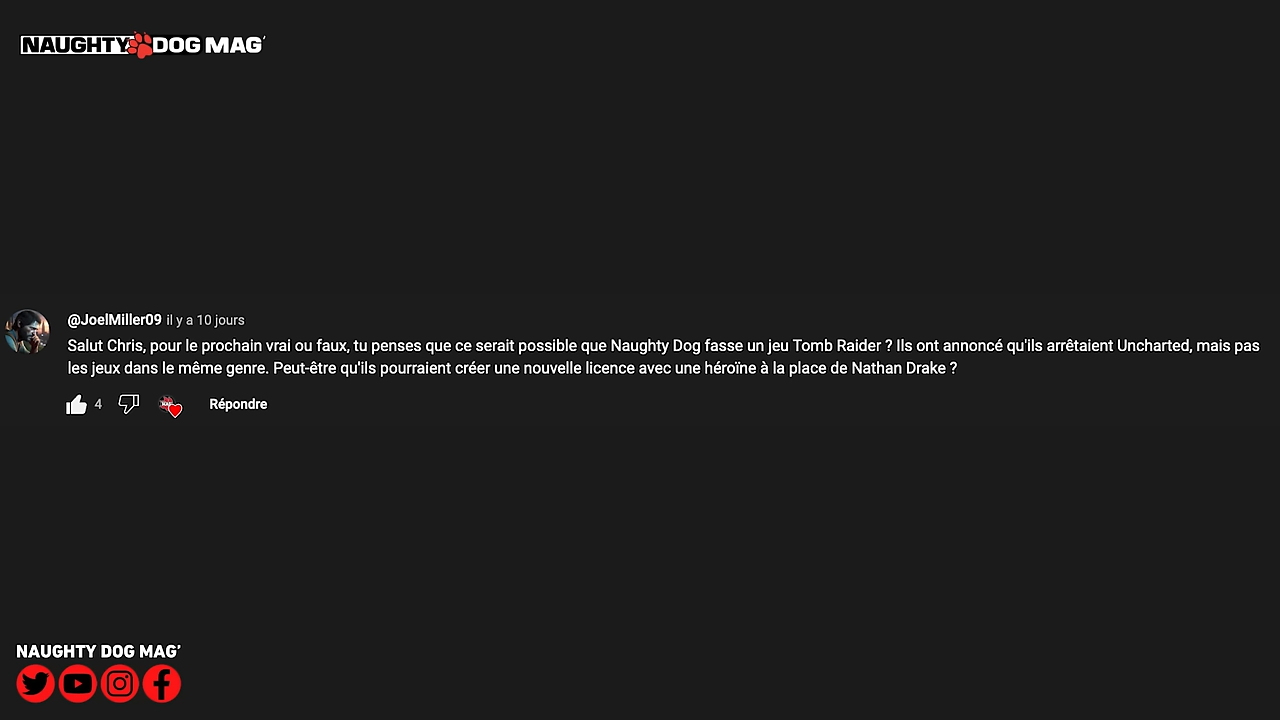 NAUGHTY DOG MAG'
@JoelMiller09 il y a 10 jours
Salut Chris, pour le prochain vrai ou faux, tu penses que ce serait possible que Naughty Dog fasse un jeu Tomb Raider ? Ils ont annoncé qu'ils arrêtaient Uncharted, mais pas
les jeux dans le même genre. Peut-être qu'ils pourraient créer une nouvelle licence avec une héroïne à la place de Nathan Drake ?
4
Répondre
NAUGHTY DOG MAG'